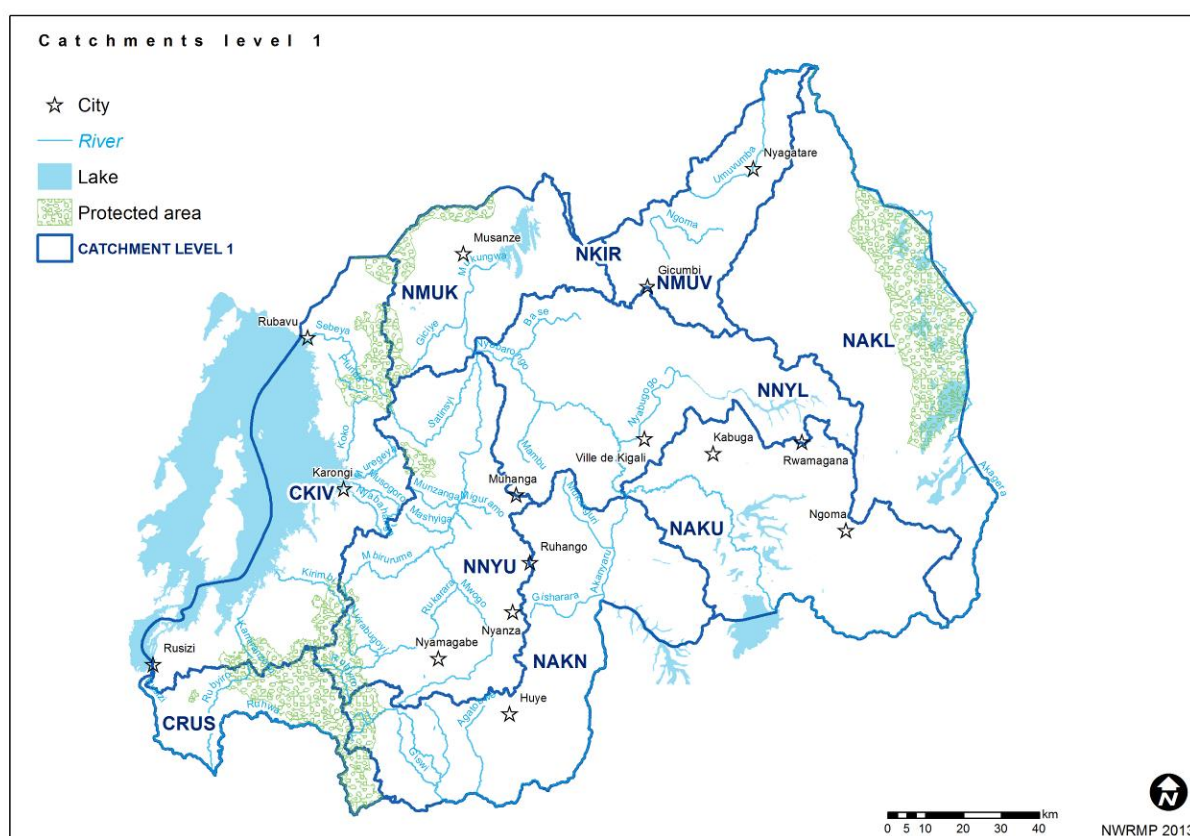 Catchments level 1
City
River
Lake
Protected area
CATCHMENT LEVEL 1
Nyagatare
Umuvumba
Ngoma
Musanze
Mukungwa
NKIR
Gicumbi
NMUV
NMUK
Rubavu
Sebeya
Giciye
Base
Nyabarongo
NAKL
NNYL
Nyabugogo
Satinsyi
Koko
Mambu
Ville de Kigali
Kabuga
Rwamagana
Akagera
Karongi
CKIV
Musogoro
Munzanga
Miguramo
Muhanga
Mashyiga
Mukunguri
Ngoma
NAKU
Mbirurume
NNYU
Ruhango
Akanyaru
Rukarara
Mwogo
Gisharara
Nyanza
Nyamagabe
NAKN
Rusizi
Rubyiro
Ruhwa
CRUS
Huye
Giswi
km
0 5 10 20 30 40
N
NWRMP 2013